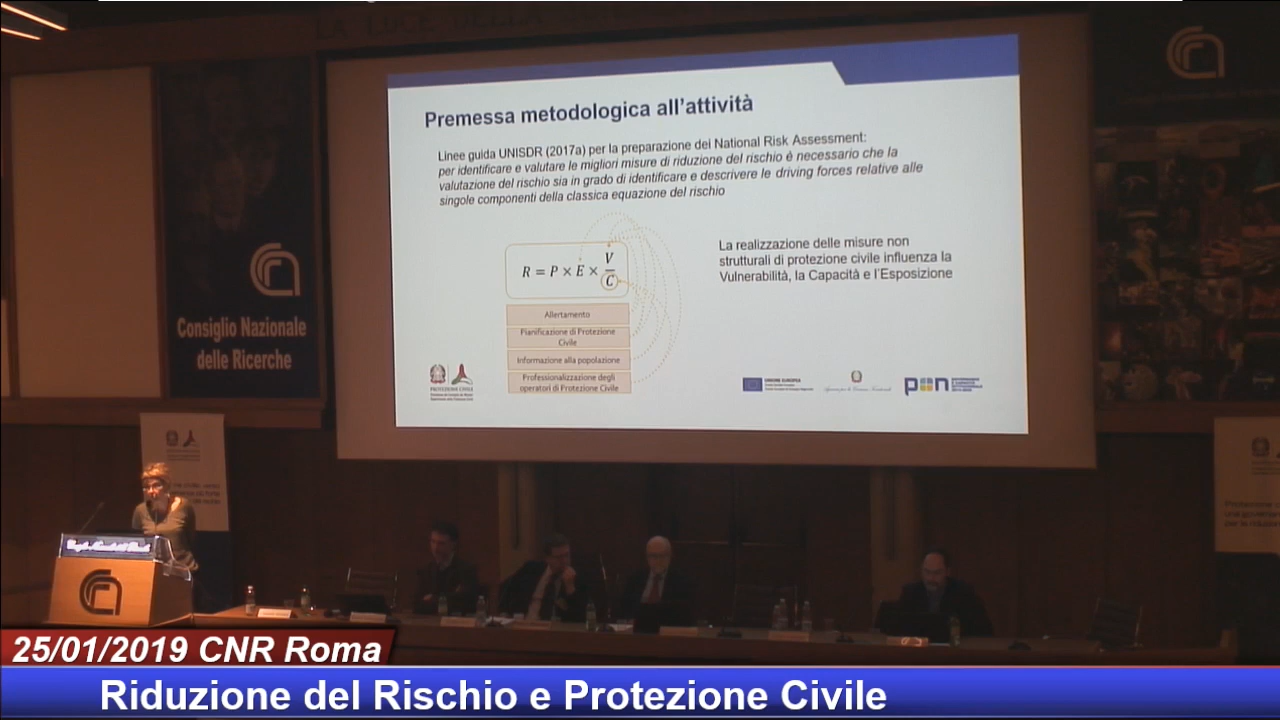 Premessa metodologica all'attività
Linee guida UNISDR (2017a) per la preparazione dei National Risk Assessment:
per identificare e valutare le migliori misure di riduzione del rischio è necessario che la
valutazione del rischio sia in grado di identificare e descrivere le driving forces relative alle
singole componenti della classica equazione del rischio
R = P × E × V/C
La realizzazione delle misure non
strutturali di protezione civile influenza la
Vulnerabilità, la Capacità e l'Esposizione
Allertamento
Pianificazione di Protezione
Civile
Informazione alla popolazione
Professionalizzazione degli
operatori di Protezione Civile
PROTEZIONE CIVILE
UNIONE EUROPEA
pon
Consiglio Nazionale
delle Ricerche
25/01/2019 CNR Roma
Riduzione del Rischio e Protezione Civile